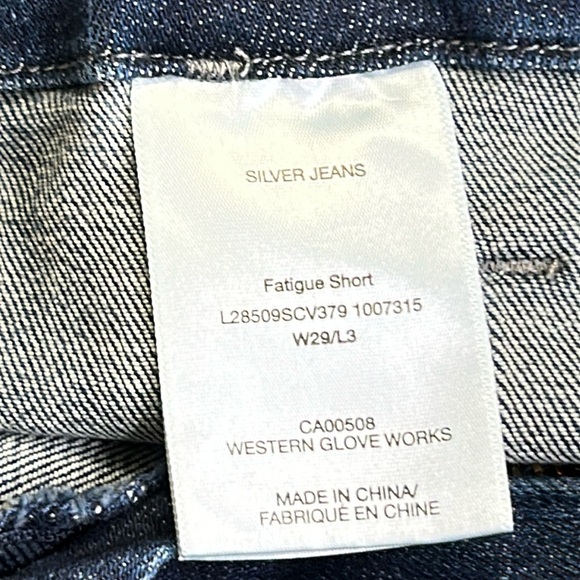 SILVER JEANS
Fatigue Short
L28509SCV379 1007315
W29/L3
CA00508
WESTERN GLOVE WORKS
MADE IN CHINA/
FABRIQUÉ EN CHINE